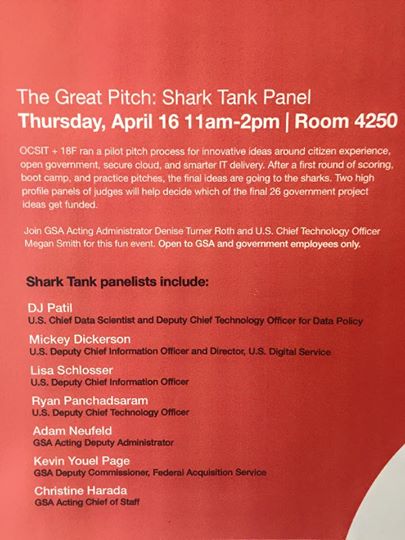 The Great Pitch: Shark Tank Panel
Thursday, April 16 11am-2pm | Room 4250
OCSIT + 18F ran a pilot pitch process for innovative ideas around citizen experience,
open government, secure cloud, and smarter IT delivery. After a first round of scoring,
boot camp, and practice pitches, the final ideas are going to the sharks. Two high
profile panels of judges will help decide which of the final 26 government project
ideas get funded.
Join GSA Acting Administrator Denise Turner Roth and U.S. Chief Technology Officer
Megan Smith for this fun event. Open to GSA and government employees only.
Shark Tank panelists include:
DJ Patil
U.S. Chief Data Scientist and Deputy Chief Technology Officer for Data Policy
Mickey Dickerson
U.S. Deputy Chief Information Officer and Director, U.S. Digital Service
Lisa Schlosser
U.S. Deputy Chief Information Officer
Ryan Panchadsaram
U.S. Deputy Chief Technology Officer
Adam Neufeld
GSA Acting Deputy Administrator
Kevin Youel Page
GSA Deputy Commissioner, Federal Acquisition Service
Christine Harada
GSA Acting Chief of Staff